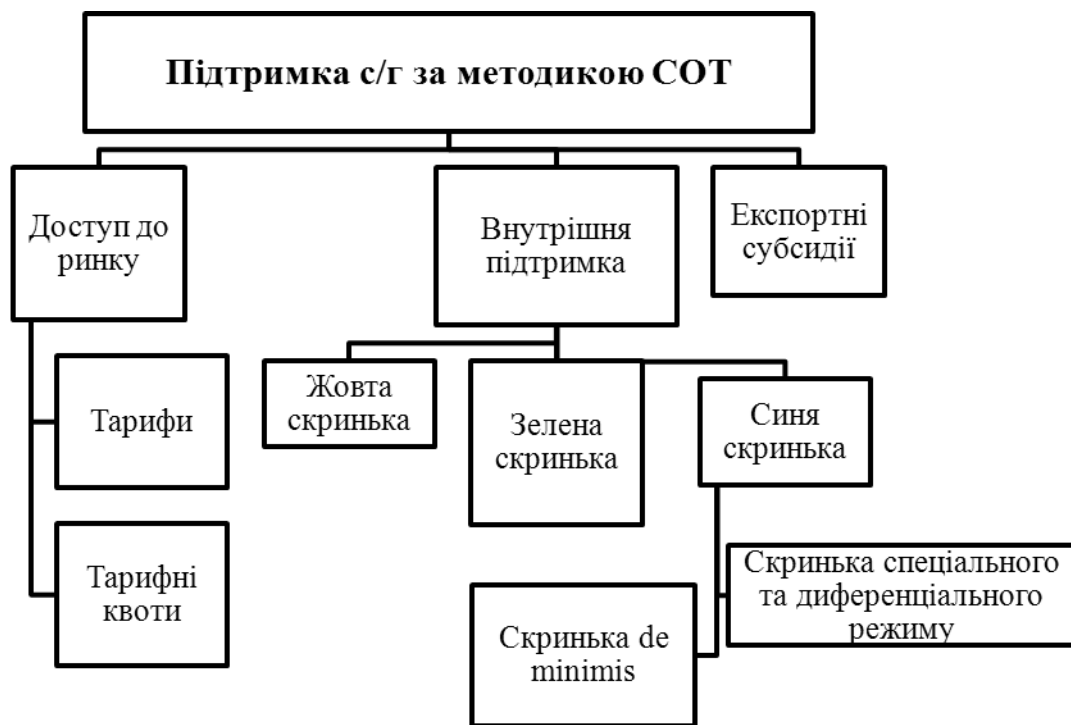 Підтримка с/г за методикою СОТ
Доступ до
ринку
Внутрішня
підтримка
Експортні
субсидії
Тарифи
Тарифні
квоти
Жовта
скринька
Зелена
скринька
Синя
скринька
Скринька de
minimis
Скринька спеціального
та диференціального
режиму